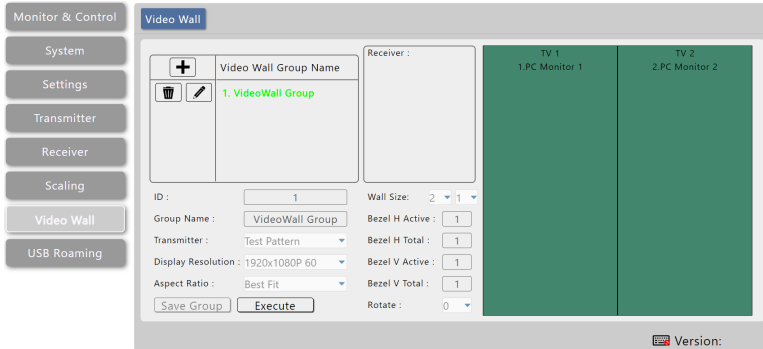 Monitor & Control
System
Settings
Transmitter
Receiver
Scaling
Video Wall
USB Roaming
Video Wall
Video Wall Group Name
1. VideoWall Group
Receiver :
TV 1
1.PC Monitor 1
TV 2
2.PC Monitor 2
ID : 1
Group Name : VideoWall Group
Transmitter : Test Pattern
Display Resolution : 1920x1080P 60
Aspect Ratio : Best Fit
Save Group Execute
Wall Size: 2 1
Bezel H Active : 1
Bezel H Total : 1
Bezel V Active : 1
Bezel V Total : 1
Rotate : 0
Version: